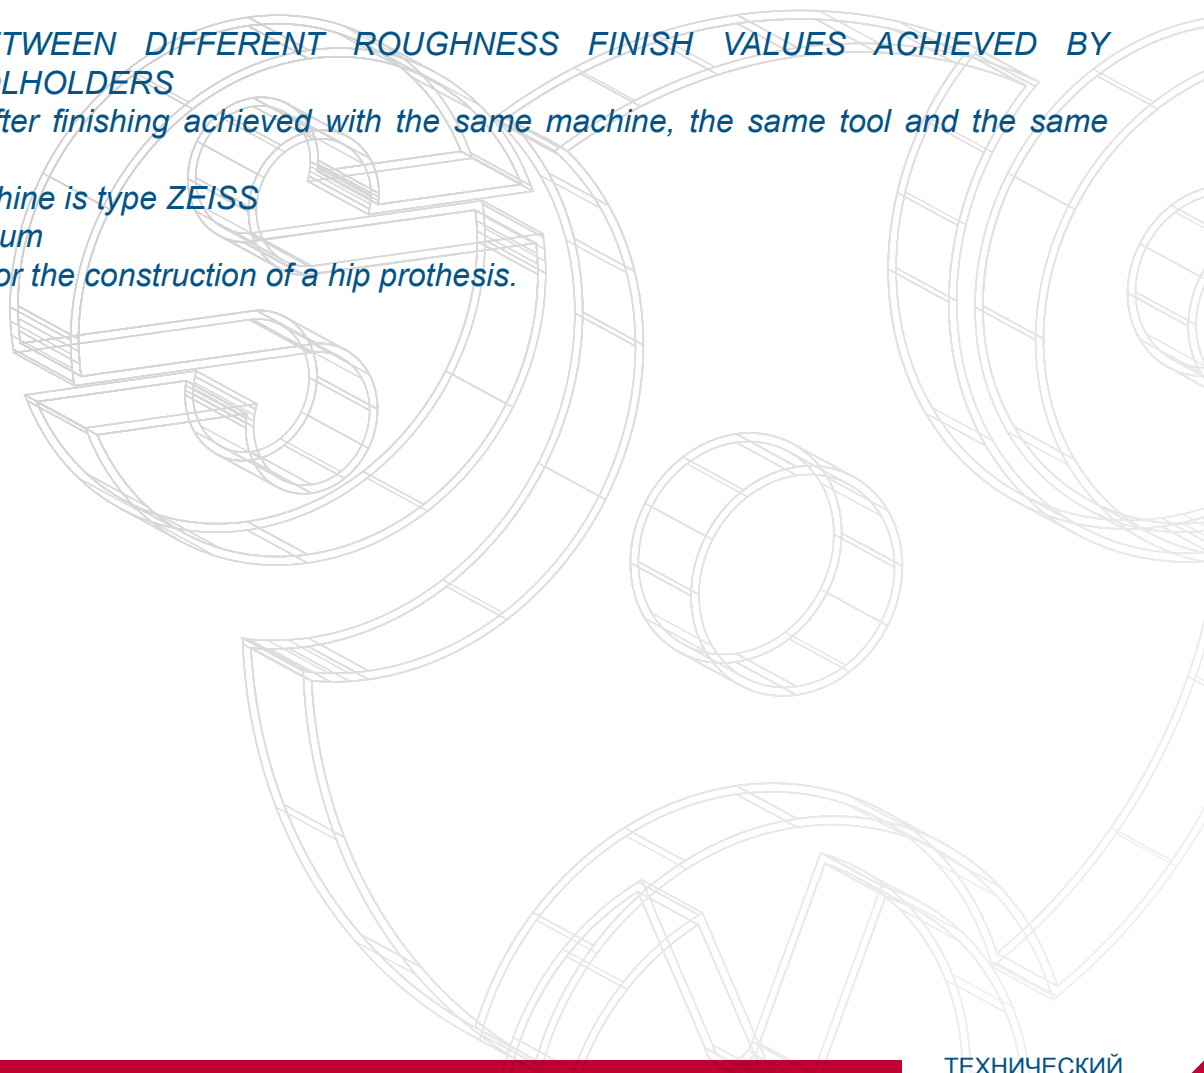 TWEEN DIFFERENT ROUGHNESS FINISH VALUES ACHIEVED BY
LHOLDERS
fter finishing achieved with the same machine, the same tool and the same
hine is type ZEISS
um
or the construction of a hip prothesis.
ТЕХНИЧЕСКИЙ